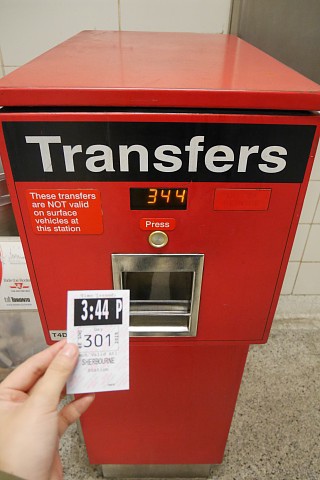 Transfers
344
These transfers
are NOT valid
on surface
vehicles at
this station
Press
3:44 P
301
SHERBOURNE